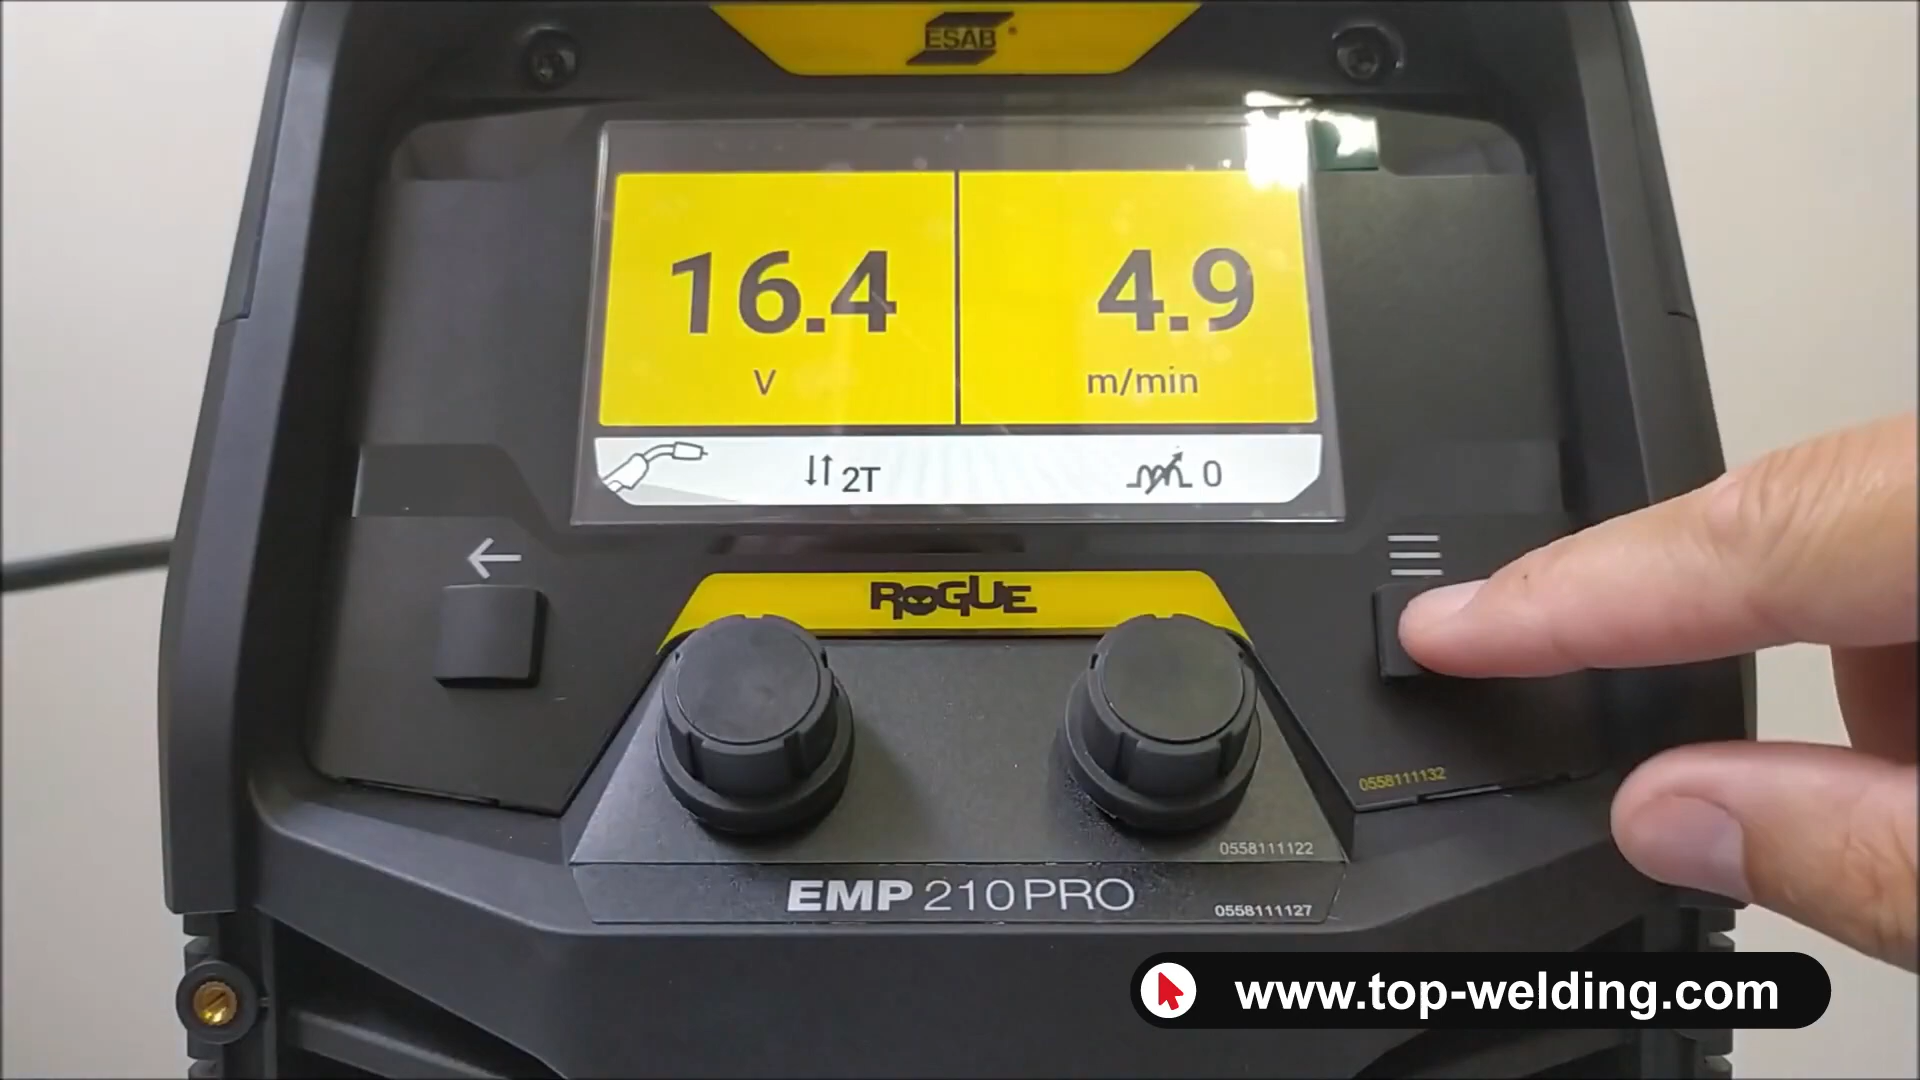 ESAB
16.4
V
4.9
m/min
2T
0
ROGUE
0558111132
0558111122
EMP 210 PRO
0558111127
www.top-welding.com